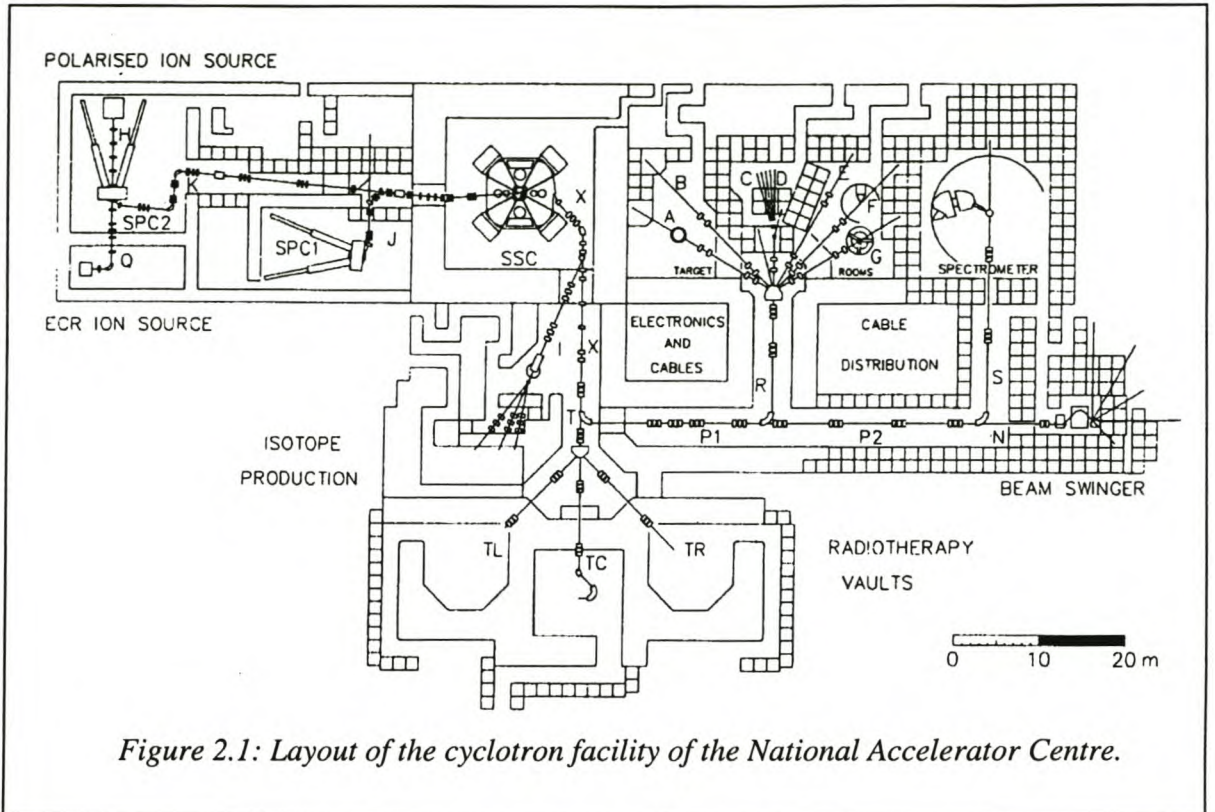 POLARISED ION SOURCE
H
K
SPC2
Q
SPC1
J
ECR ION SOURCE
X
SSC
B
A
C D
E
F
G
TARGET
ROOMS
SPECTROMETER
I
X
ELECTRONICS
AND
CABLES
CABLE
DISTRIBUTION
R
S
T
P1
P2
N
BEAM SWINGER
ISOTOPE
PRODUCTION
TL
TC
TR
RADIOTHERAPY
VAULTS
0 10 20 m
Figure 2.1: Layout of the cyclotron facility of the National Accelerator Centre.